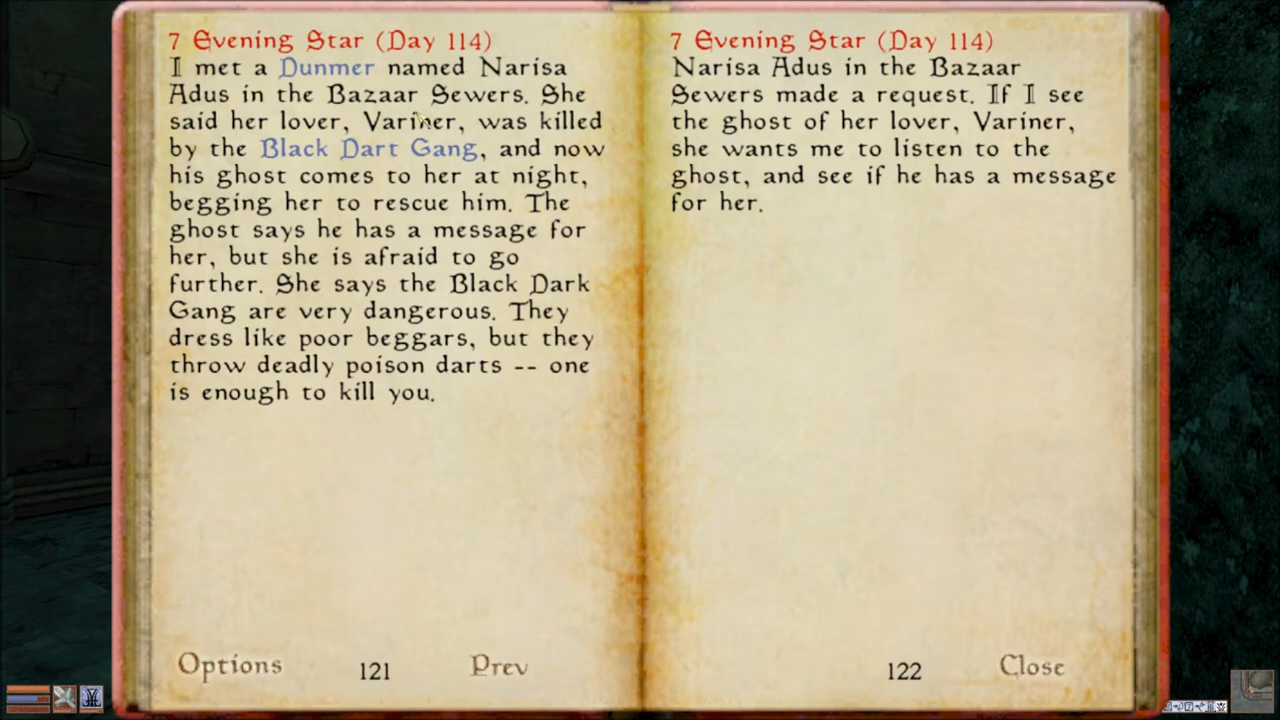 7 Evening Star (Day 114)
I met a Dunmer named Narisa
Adus in the Bazaar Sewers. She
said her lover, Variner, was killed
by the Black Dart Gang, and now
his ghost comes to her at night,
begging her to rescue him. The
ghost says he has a message for
her, but she is afraid to go
further. She says the Black Dark
Gang are very dangerous. They
dress like poor beggars, but they
throw deadly poison darts -- one
is enough to kill you.
Options
121
Prev
7 Evening Star (Day 114)
Narisa Adus in the Bazaar
Sewers made a request. If I see
the ghost of her lover, Variner,
she wants me to listen to the
ghost, and see if he has a message
for her.
122
Close